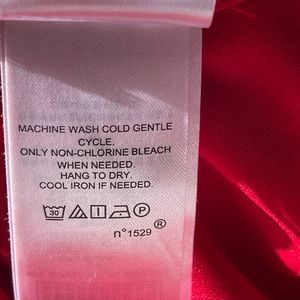 MACHINE WASH COLD GENTLE
CYCLE.
ONLY NON-CHLORINE BLEACH
WHEN NEEDED.
HANG TO DRY.
COOL IRON IF NEEDED.
30
n°1529 ®